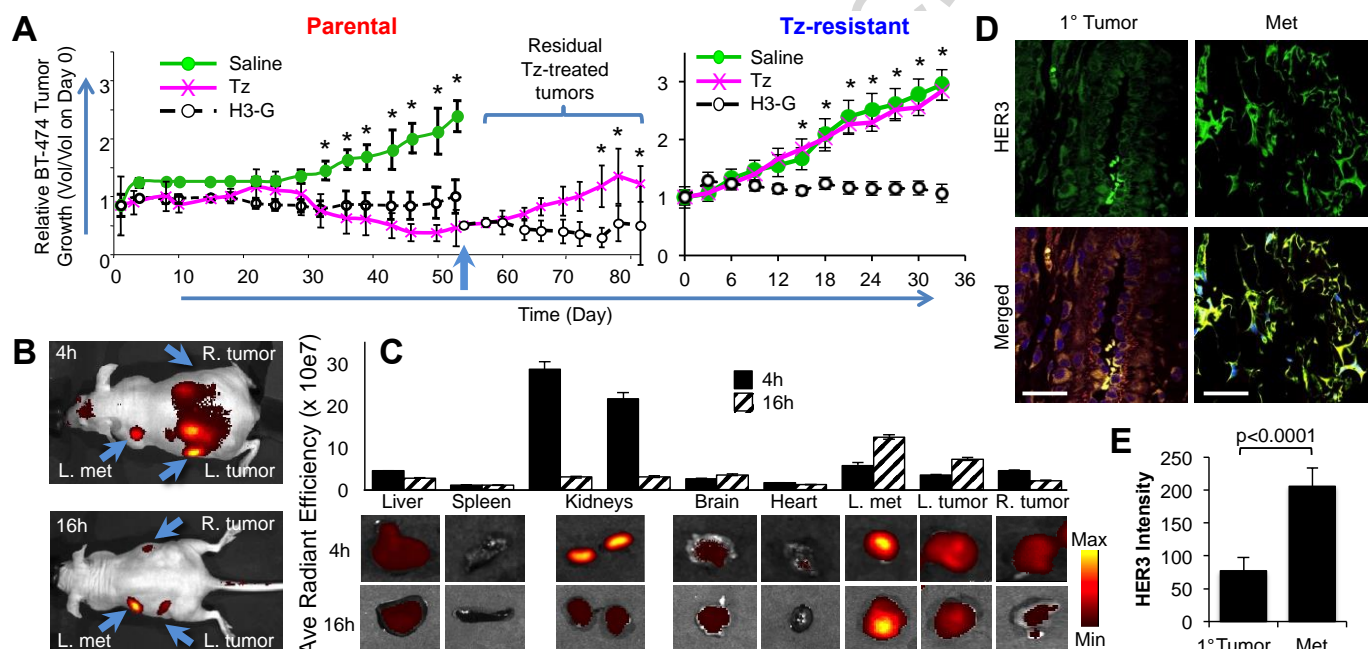 A
Parental
Tz-resistant
Relative BT-474 Tumor
Growth (Vol/Vol on Day 0)
3
2
1
0
Saline
Tz
H3-G
* * * * * * *
Residual
Tz-treated
tumors
* * *
0 10 20 30 40 50 60 70 80
3
2
1
0
Saline
Tz
H3-G
* * * * * * *
0 6 12 18 24 30 36
Time (Day)
D
1° Tumor Met
HER3
Merged
B
4h R. tumor
L. met L. tumor
16h R. tumor
L. met L. tumor
C
Ave Radiant Efficiency (x 10e7)
30
20
10
0
4h
16h
Liver Spleen Kidneys Brain Heart L. met L. tumor R. tumor
4h
16h
Max
Min
E
p<0.0001
HER3 Intensity
250
200
150
100
50
0
1°Tumor Met